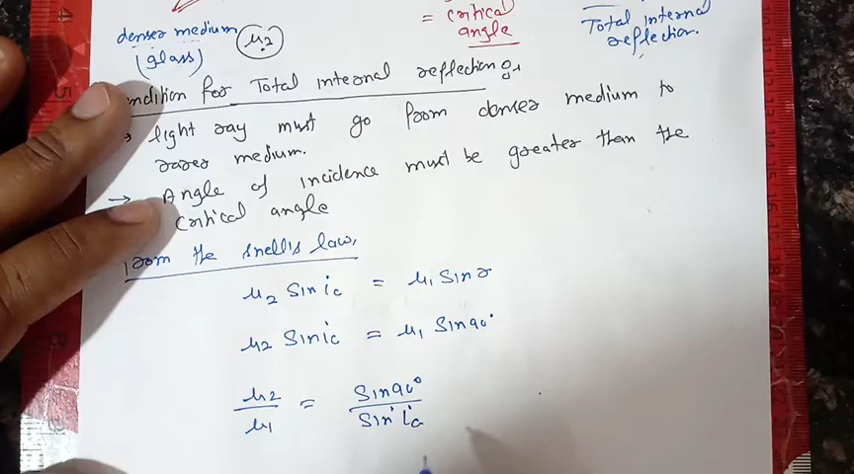 = critical
angle
Total internal
reflection.
denser medium
(glass)
μ2
ndition for Total internal reflection :-
→ light ray must go from denser medium to
rarer medium.
→ Angle of incidence must be greater than the
critical angle
from the snell's law,
μ2 Sin ic = μ1 Sin r
μ2 Sin ic = μ1 Sin 90°
μ2/μ1 = Sin 90°/Sin ic